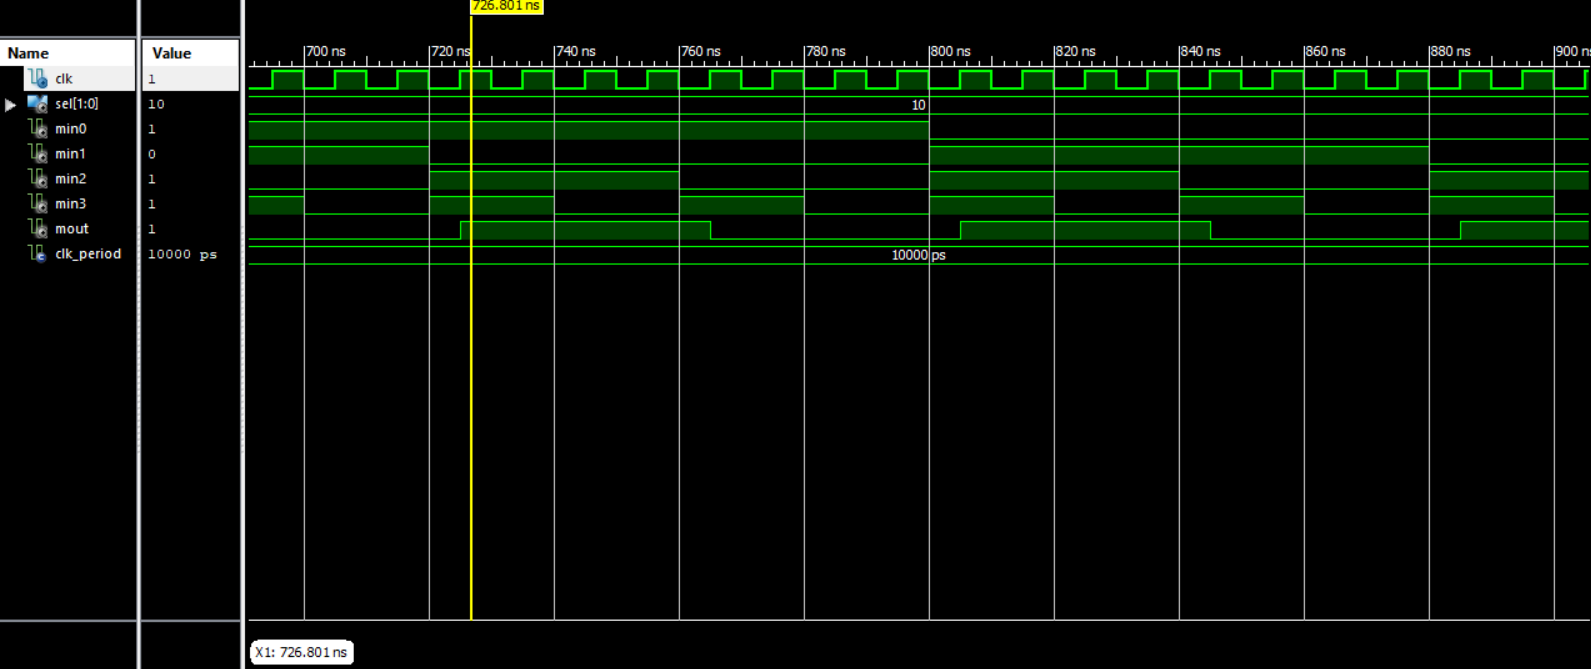 726.801 ns
Name Value
700 ns 720 ns 740 ns 760 ns 780 ns 800 ns 820 ns 840 ns 860 ns 880 ns 900 n
clk 1
sel[1:0] 10 10
min0 1
min1 0
min2 1
min3 1
mout 1
clk_period 10000 ps 10000 ps
X1: 726.801 ns